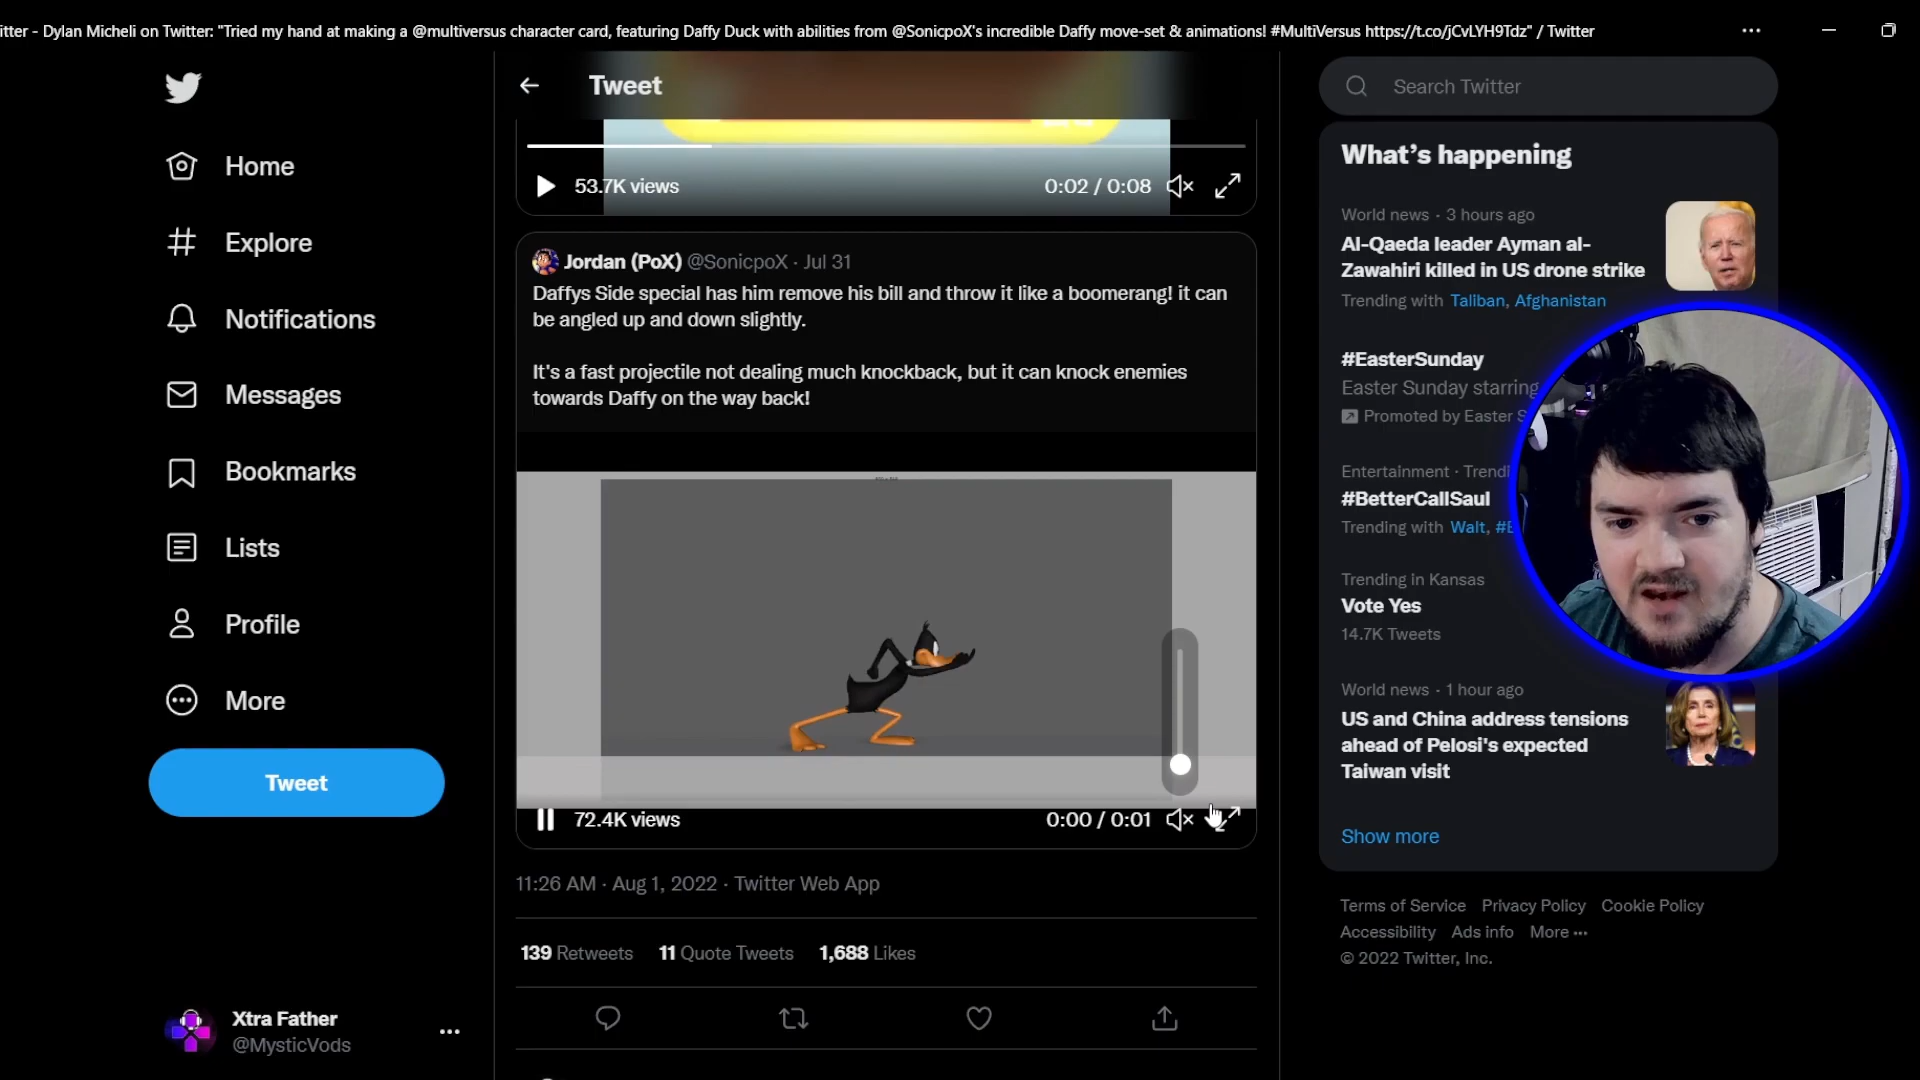 itter - Dylan Micheli on Twitter: "Tried my hand at making a @multiversus character card, featuring Daffy Duck with abilities from @SonicpoX's incredible Daffy move-set & animations! #MultiVersus https://t.co/jCvLYH9Tdz" / Twitter
Home
Explore
Notifications
Messages
Bookmarks
Lists
Profile
More
Tweet
Xtra Father
@MysticVods
Tweet
53.7K views
0:02 / 0:08
Jordan (PoX) @SonicpoX · Jul 31
Daffys Side special has him remove his bill and throw it like a boomerang! it can
be angled up and down slightly.
It's a fast projectile not dealing much knockback, but it can knock enemies
towards Daffy on the way back!
72.4K views
0:00 / 0:01
11:26 AM · Aug 1, 2022 · Twitter Web App
139 Retweets 11 Quote Tweets 1,688 Likes
Search Twitter
What's happening
World news · 3 hours ago
Al-Qaeda leader Ayman al-
Zawahiri killed in US drone strike
Trending with Taliban, Afghanistan
#EasterSunday
Easter Sunday starring
Promoted by Easter S
Entertainment · Trendi
#BetterCallSaul
Trending with Walt, #B
Trending in Kansas
Vote Yes
14.7K Tweets
World news · 1 hour ago
US and China address tensions
ahead of Pelosi's expected
Taiwan visit
Show more
Terms of Service Privacy Policy Cookie Policy
Accessibility Ads info More ···
© 2022 Twitter, Inc.